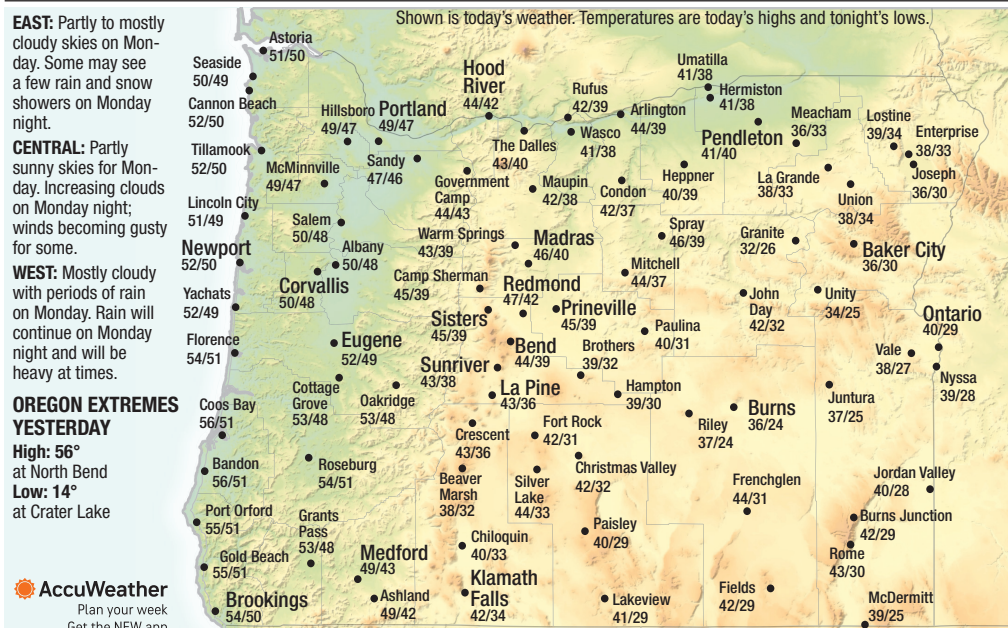 EAST: Partly to mostly
cloudy skies on Mon-
day. Some may see
a few rain and snow
showers on Monday
night.
CENTRAL: Partly
sunny skies for Mon-
day. Increasing clouds
on Monday night;
winds becoming gusty
for some.
WEST: Mostly cloudy
with periods of rain
on Monday. Rain will
continue on Monday
night and will be
heavy at times.
OREGON EXTREMES
YESTERDAY
High: 56°
at North Bend
Low: 14°
at Crater Lake
AccuWeather
Plan your week
Get the NEW app
Shown is today's weather. Temperatures are today's highs and tonight's lows.
Astoria
51/50
Seaside
50/49
Cannon Beach
52/50
Tillamook
52/50
Hillsboro
49/47
Portland
49/47
McMinnville
49/47
Sandy
47/46
Lincoln City
51/49
Salem
50/48
Newport
52/50
Albany
50/48
Corvallis
50/48
Yachats
52/49
Florence
54/51
Eugene
52/49
Cottage
Grove
53/48
Oakridge
53/48
Coos Bay
56/51
Bandon
56/51
Roseburg
54/51
Port Orford
55/51
Grants
Pass
53/48
Gold Beach
55/51
Medford
49/43
Brookings
54/50
Ashland
49/42
Hood
River
44/42
Rufus
42/39
The Dalles
43/40
Wasco
41/38
Arlington
44/39
Umatilla
41/38
Hermiston
41/38
Pendleton
41/40
Meacham
36/33
Lostine
39/34
Enterprise
38/33
Joseph
36/30
La Grande
38/33
Union
38/34
Government
Camp
44/43
Maupin
42/38
Condon
42/37
Heppner
40/39
Warm Springs
43/39
Madras
46/40
Spray
46/39
Granite
32/26
Baker City
36/30
Camp Sherman
45/39
Redmond
47/42
Mitchell
44/37
Sisters
45/39
Prineville
45/39
Paulina
40/31
John
Day
42/32
Unity
34/25
Ontario
40/29
Vale
38/27
Nyssa
39/28
Bend
44/39
Brothers
39/32
Sunriver
43/38
La Pine
43/36
Hampton
39/30
Burns
36/24
Juntura
37/25
Riley
37/24
Crescent
43/36
Fort Rock
42/31
Christmas Valley
42/32
Beaver
Marsh
38/32
Silver
Lake
44/33
Frenchglen
44/31
Jordan Valley
40/28
Burns Junction
42/29
Rome
43/30
Paisley
40/29
Chiloquin
40/33
Klamath
Falls
42/34
Lakeview
41/29
Fields
42/29
McDermitt
39/25